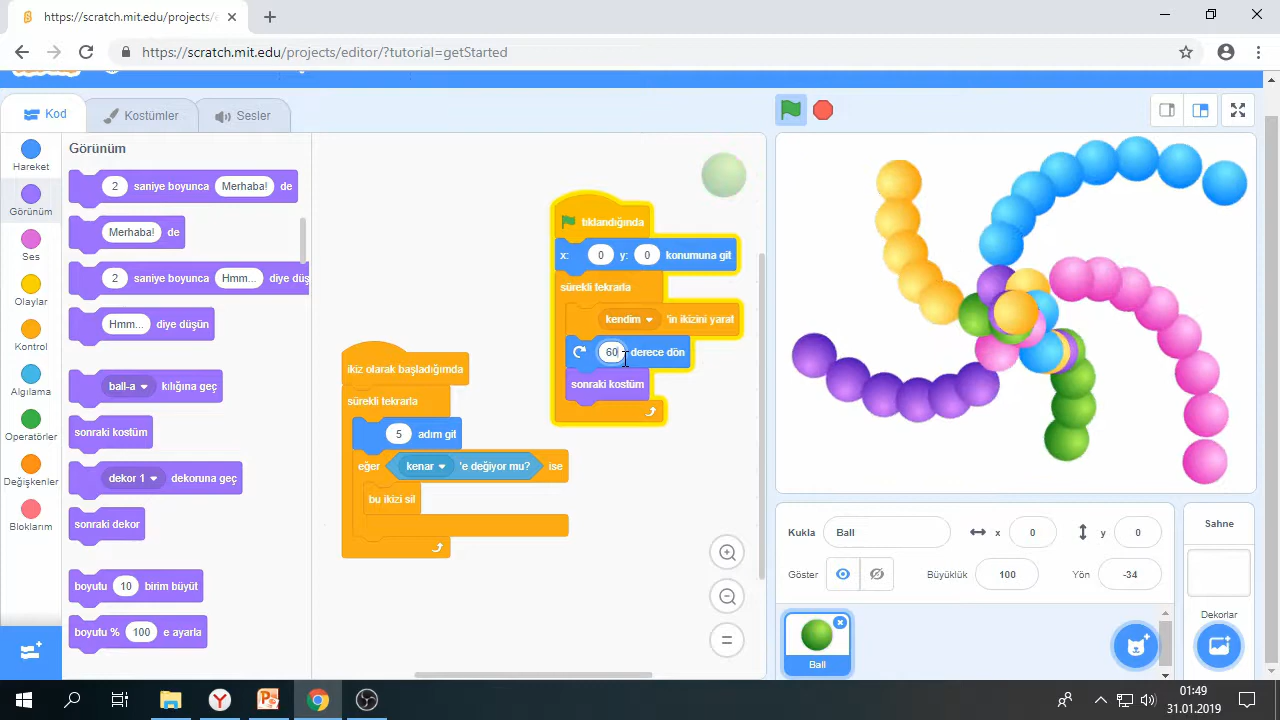 https://scratch.mit.edu/projects/e
https://scratch.mit.edu/projects/editor/?tutorial=getStarted
Kod
Kostümler
Sesler
Hareket
Görünüm
Ses
Olaylar
Kontrol
Algılama
Operatörler
Değişkenler
Bloklarım
Görünüm
2 saniye boyunca Merhaba! de
Merhaba! de
2 saniye boyunca Hmm... diye düş
Hmm... diye düşün
ball-a kılığına geç
sonraki kostüm
dekor 1 dekoruna geç
sonraki dekor
boyutu 10 birim büyüt
boyutu % 100 e ayarla
ikiz olarak başladığımda
sürekli tekrarla
5 adım git
eğer kenar 'e değiyor mu? ise
bu ikizi sil
tıklandığında
x: 0 y: 0 konumuna git
sürekli tekrarla
kendim 'in ikizini yarat
60 derece dön
sonraki kostüm
Kukla Ball x 0 y 0
Göster Büyüklük 100 Yön -34
Ball
Sahne
Dekorlar
01:49
31.01.2019